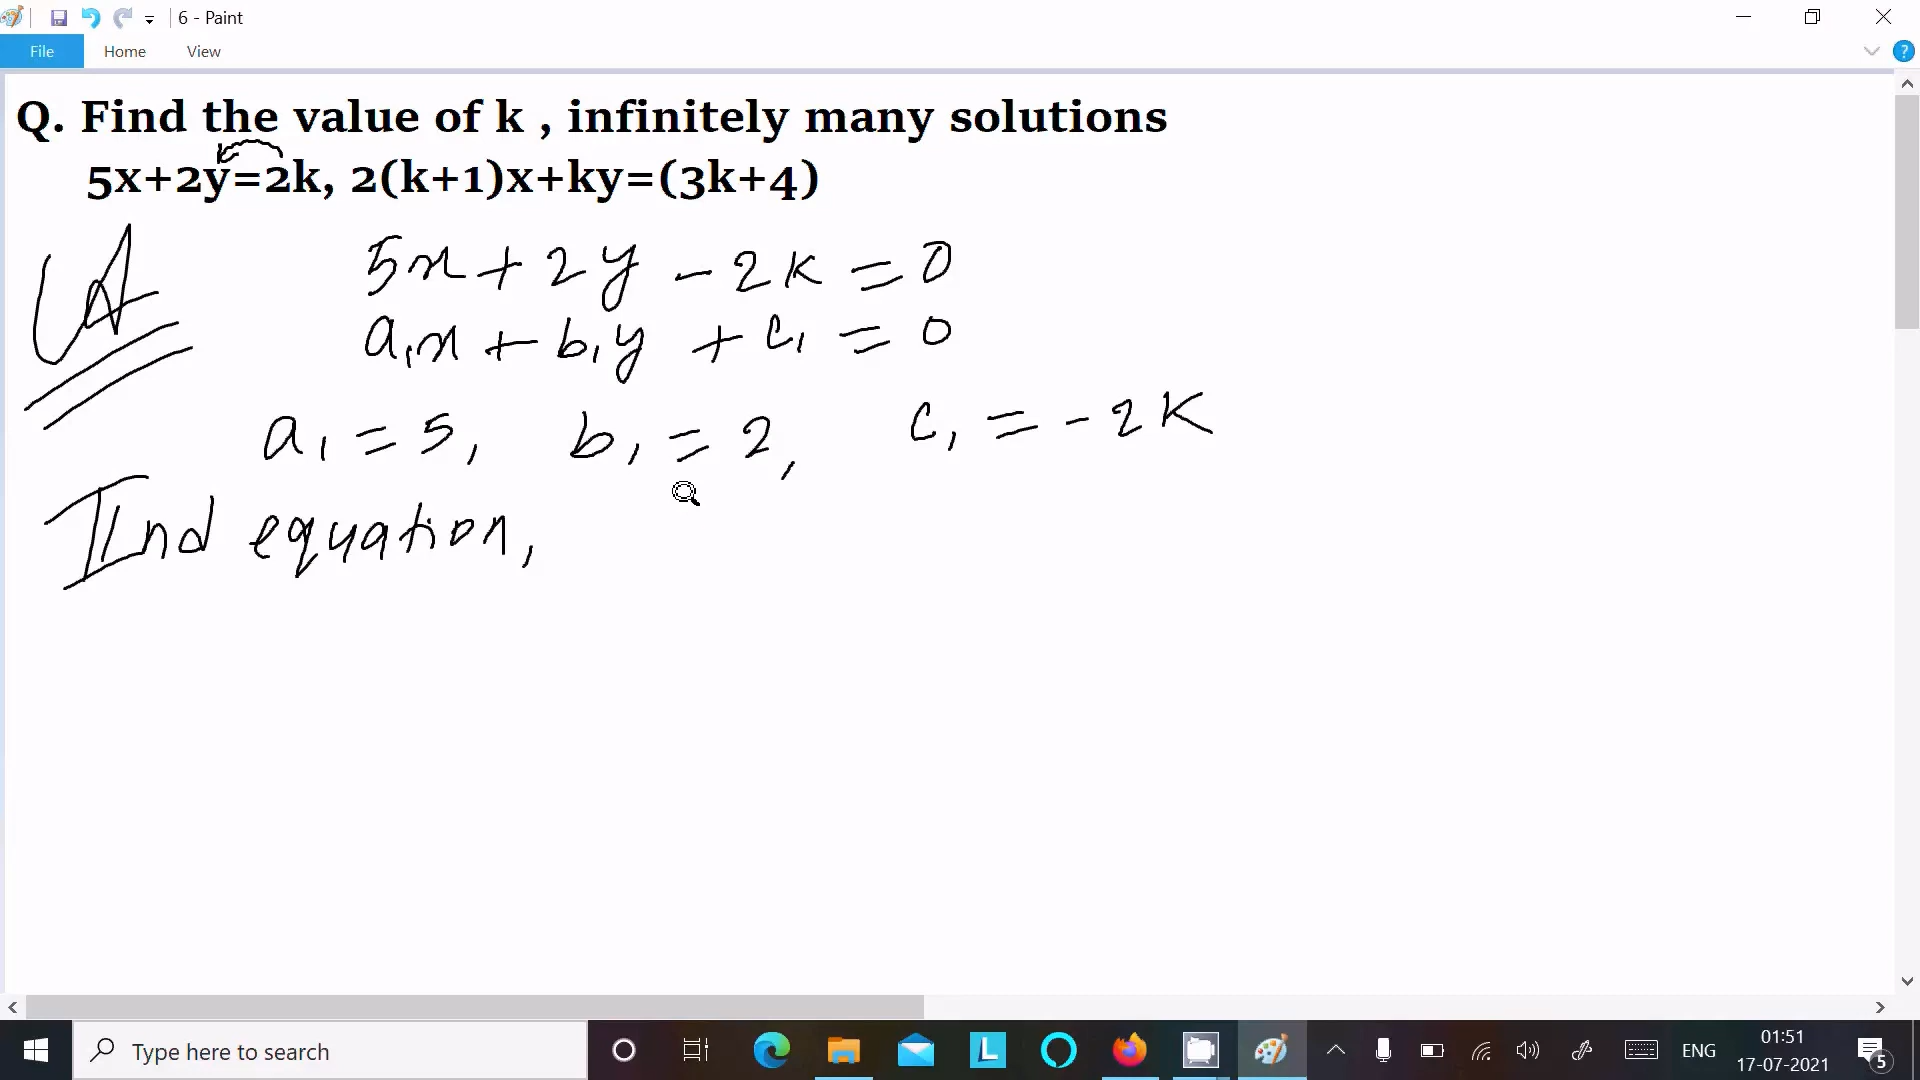 6 - Paint
File Home View
Q. Find the value of k , infinitely many solutions
5x+2y=2k, 2(k+1)x+ky=(3k+4)
5x + 2y - 2k = 0
a₁x + b₁y + c₁ = 0
a₁ = 5, b₁ = 2, c₁ = -2k
IInd equation,
Type here to search
ENG
01:51
17-07-2021
5